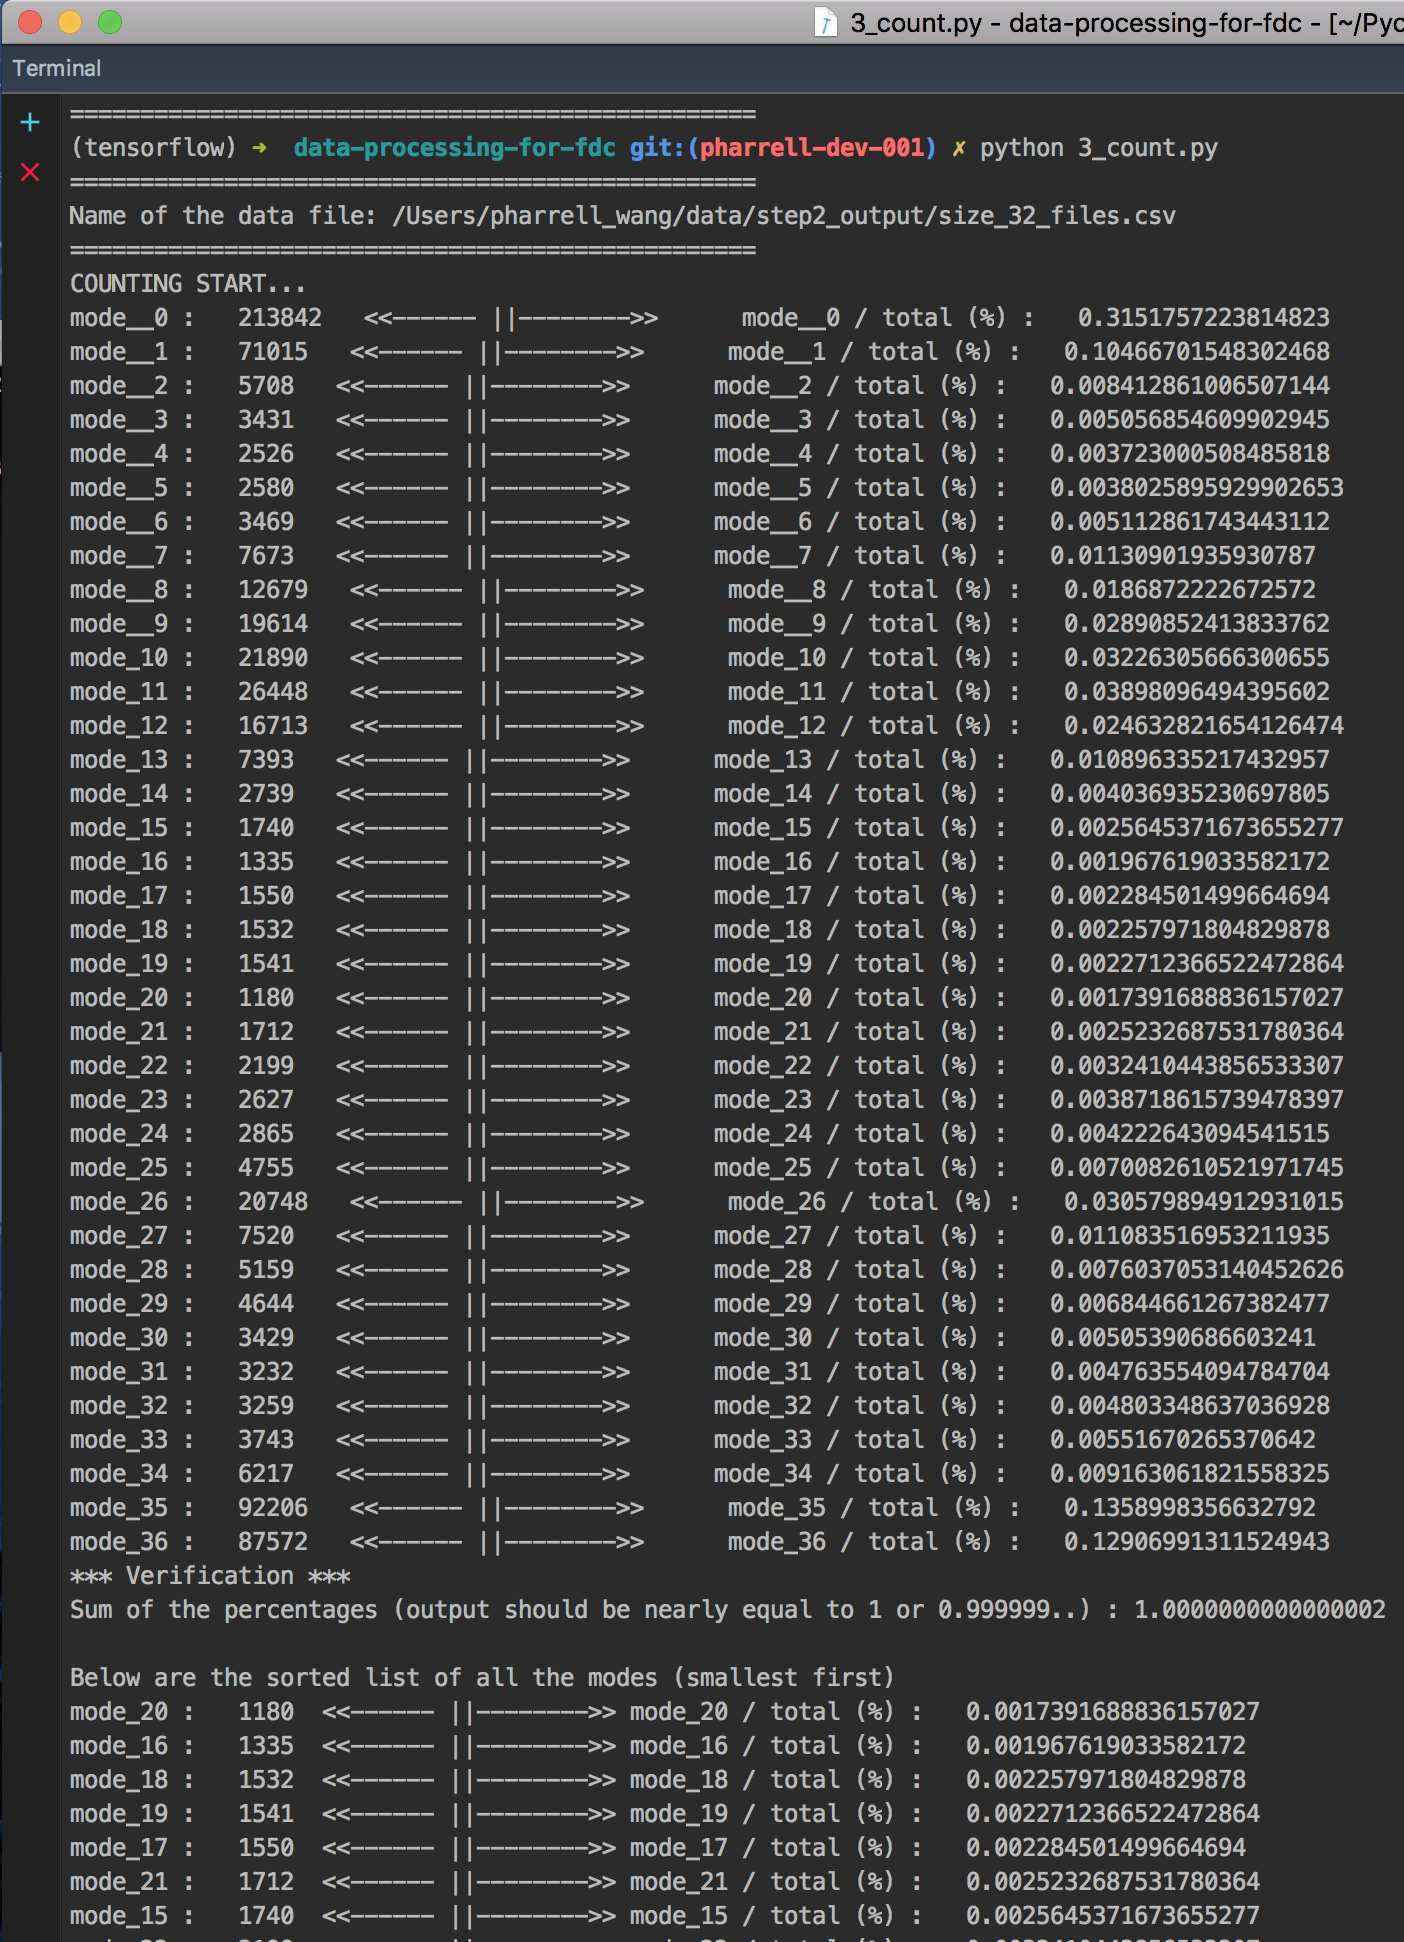 3_count.py - data-processing-for-fdc - [~/Pyc
Terminal
=================================================
(tensorflow) ➜  data-processing-for-fdc git:(pharrell-dev-001) ✗ python 3_count.py
=================================================
Name of the data file: /Users/pharrell_wang/data/step2_output/size_32_files.csv
=================================================
COUNTING START...
mode__0 :   213842   <<------ ||-------->>      mode__0 / total (%) :   0.3151757223814823
mode__1 :   71015   <<------ ||-------->>      mode__1 / total (%) :   0.10466701548302468
mode__2 :   5708   <<------ ||-------->>      mode__2 / total (%) :   0.008412861006507144
mode__3 :   3431   <<------ ||-------->>      mode__3 / total (%) :   0.005056854609902945
mode__4 :   2526   <<------ ||-------->>      mode__4 / total (%) :   0.003723000508485818
mode__5 :   2580   <<------ ||-------->>      mode__5 / total (%) :   0.0038025895929902653
mode__6 :   3469   <<------ ||-------->>      mode__6 / total (%) :   0.005112861743443112
mode__7 :   7673   <<------ ||-------->>      mode__7 / total (%) :   0.01130901935930787
mode__8 :   12679   <<------ ||-------->>      mode__8 / total (%) :   0.0186872222672572
mode__9 :   19614   <<------ ||-------->>      mode__9 / total (%) :   0.02890852413833762
mode_10 :   21890   <<------ ||-------->>      mode_10 / total (%) :   0.03226305666300655
mode_11 :   26448   <<------ ||-------->>      mode_11 / total (%) :   0.03898096494395602
mode_12 :   16713   <<------ ||-------->>      mode_12 / total (%) :   0.024632821654126474
mode_13 :   7393   <<------ ||-------->>      mode_13 / total (%) :   0.010896335217432957
mode_14 :   2739   <<------ ||-------->>      mode_14 / total (%) :   0.004036935230697805
mode_15 :   1740   <<------ ||-------->>      mode_15 / total (%) :   0.0025645371673655277
mode_16 :   1335   <<------ ||-------->>      mode_16 / total (%) :   0.001967619033582172
mode_17 :   1550   <<------ ||-------->>      mode_17 / total (%) :   0.002284501499664694
mode_18 :   1532   <<------ ||-------->>      mode_18 / total (%) :   0.002257971804829878
mode_19 :   1541   <<------ ||-------->>      mode_19 / total (%) :   0.0022712366522472864
mode_20 :   1180   <<------ ||-------->>      mode_20 / total (%) :   0.0017391688836157027
mode_21 :   1712   <<------ ||-------->>      mode_21 / total (%) :   0.0025232687531780364
mode_22 :   2199   <<------ ||-------->>      mode_22 / total (%) :   0.0032410443856533307
mode_23 :   2627   <<------ ||-------->>      mode_23 / total (%) :   0.0038718615739478397
mode_24 :   2865   <<------ ||-------->>      mode_24 / total (%) :   0.004222643094541515
mode_25 :   4755   <<------ ||-------->>      mode_25 / total (%) :   0.0070082610521971745
mode_26 :   20748   <<------ ||-------->>      mode_26 / total (%) :   0.030579894912931015
mode_27 :   7520   <<------ ||-------->>      mode_27 / total (%) :   0.011083516953211935
mode_28 :   5159   <<------ ||-------->>      mode_28 / total (%) :   0.0076037053140452626
mode_29 :   4644   <<------ ||-------->>      mode_29 / total (%) :   0.006844661267382477
mode_30 :   3429   <<------ ||-------->>      mode_30 / total (%) :   0.00505390686603241
mode_31 :   3232   <<------ ||-------->>      mode_31 / total (%) :   0.004763554094784704
mode_32 :   3259   <<------ ||-------->>      mode_32 / total (%) :   0.004803348637036928
mode_33 :   3743   <<------ ||-------->>      mode_33 / total (%) :   0.00551670265370642
mode_34 :   6217   <<------ ||-------->>      mode_34 / total (%) :   0.009163061821558325
mode_35 :   92206   <<------ ||-------->>      mode_35 / total (%) :   0.1358998356632792
mode_36 :   87572   <<------ ||-------->>      mode_36 / total (%) :   0.12906991311524943
*** Verification ***
Sum of the percentages (output should be nearly equal to 1 or 0.999999..) : 1.0000000000000002
Below are the sorted list of all the modes (smallest first)
mode_20 :   1180  <<------ ||-------->> mode_20 / total (%) :   0.0017391688836157027
mode_16 :   1335  <<------ ||-------->> mode_16 / total (%) :   0.001967619033582172
mode_18 :   1532  <<------ ||-------->> mode_18 / total (%) :   0.002257971804829878
mode_19 :   1541  <<------ ||-------->> mode_19 / total (%) :   0.0022712366522472864
mode_17 :   1550  <<------ ||-------->> mode_17 / total (%) :   0.002284501499664694
mode_21 :   1712  <<------ ||-------->> mode_21 / total (%) :   0.0025232687531780364
mode_15 :   1740  <<------ ||-------->> mode_15 / total (%) :   0.0025645371673655277